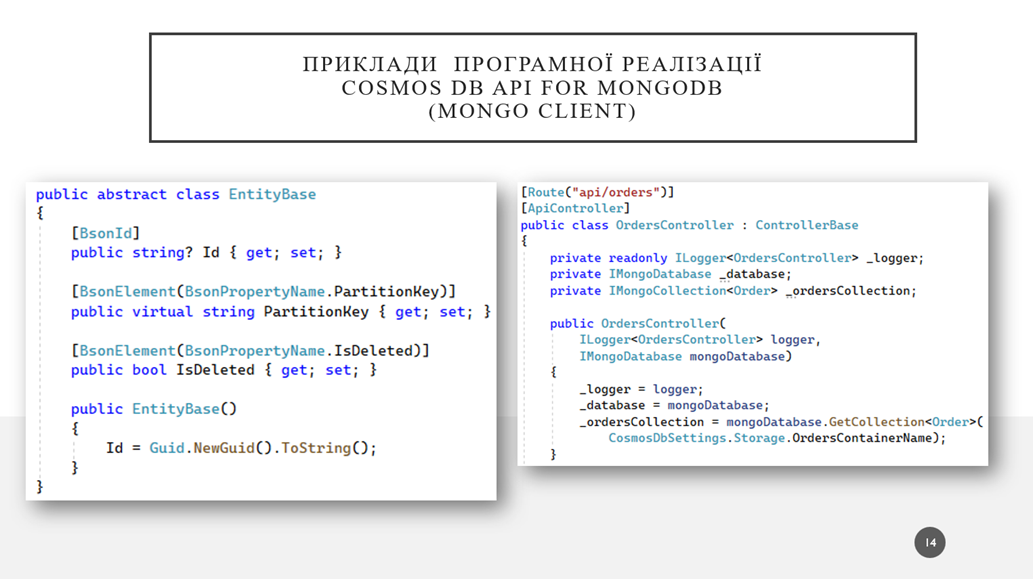 ПРИКЛАДИ ПРОГРАМНОЇ РЕАЛІЗАЦІЇ
COSMOS DB API FOR MONGODB
(MONGO CLIENT)
public abstract class EntityBase
{
[BsonId]
public string? Id { get; set; }
[BsonElement(BsonPropertyName.PartitionKey)]
public virtual string PartitionKey { get; set; }
[BsonElement(BsonPropertyName.IsDeleted)]
public bool IsDeleted { get; set; }
public EntityBase()
{
Id = Guid.NewGuid().ToString();
}
}
[Route("api/orders")]
[ApiController]
public class OrdersController : ControllerBase
{
private readonly ILogger<OrdersController> _logger;
private IMongoDatabase _database;
private IMongoCollection<Order> _ordersCollection;
public OrdersController(
ILogger<OrdersController> logger,
IMongoDatabase mongoDatabase)
{
_logger = logger;
_database = mongoDatabase;
_ordersCollection = mongoDatabase.GetCollection<Order>(
CosmosDbSettings.Storage.OrdersContainerName);
}
14